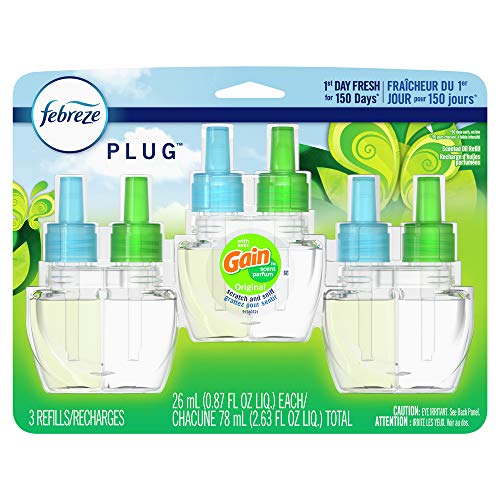 febreze
PLUG™
1st DAY FRESH
for 150 Days*
FRAÎCHEUR DU 1er
JOUR pour 150 jours*
Scented Oil Refill
Recharge d'huiles
parfumées
with avec
Gain
scent
parfum
Original
scratch and sniff
grattez pour sentir
3 REFILLS/RECHARGES
26 mL (0.87 FL OZ LIQ.) EACH/
CHACUNE 78 mL (2.63 FL OZ LIQ.) TOTAL
CAUTION: EYE IRRITANT. See Back Panel.
ATTENTION : IRRITE LES YEUX. Voir au dos.